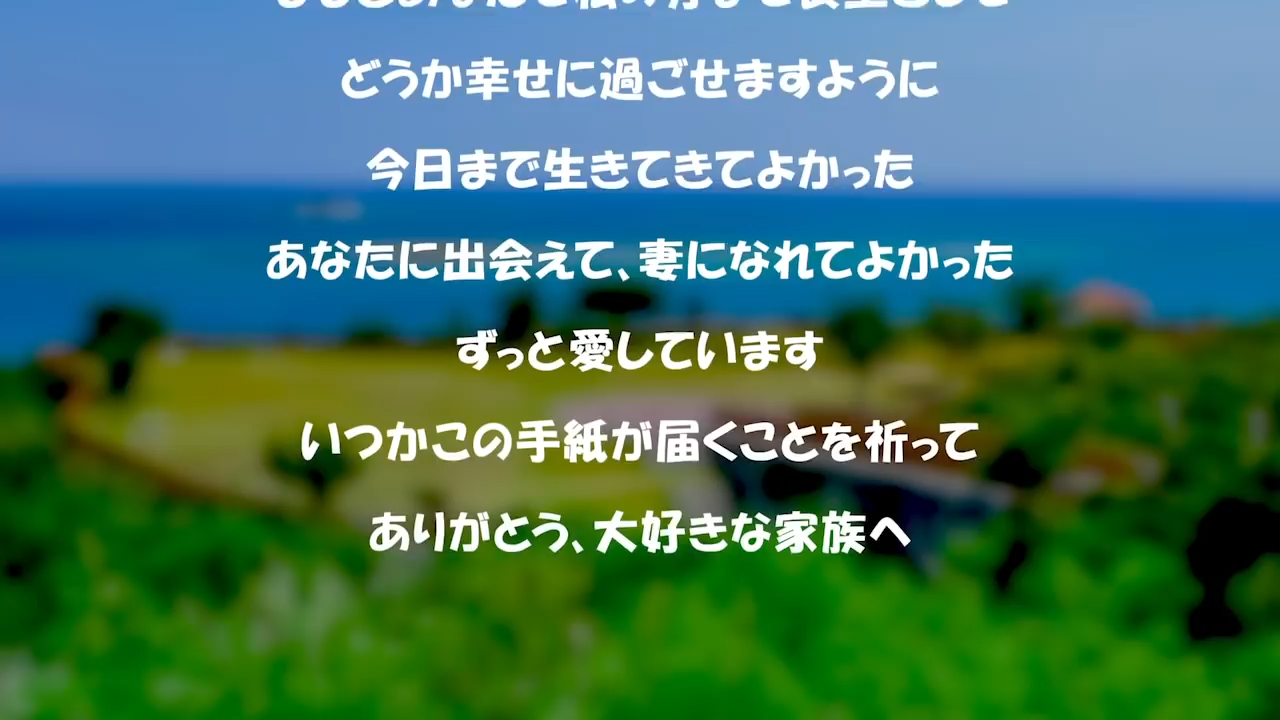 どうか幸せに過ごせますように
今日まで生きてきてよかった
あなたに出会えて、妻になれてよかった
ずっと愛しています
いつかこの手紙が届くことを祈って
ありがとう、大好きな家族へ